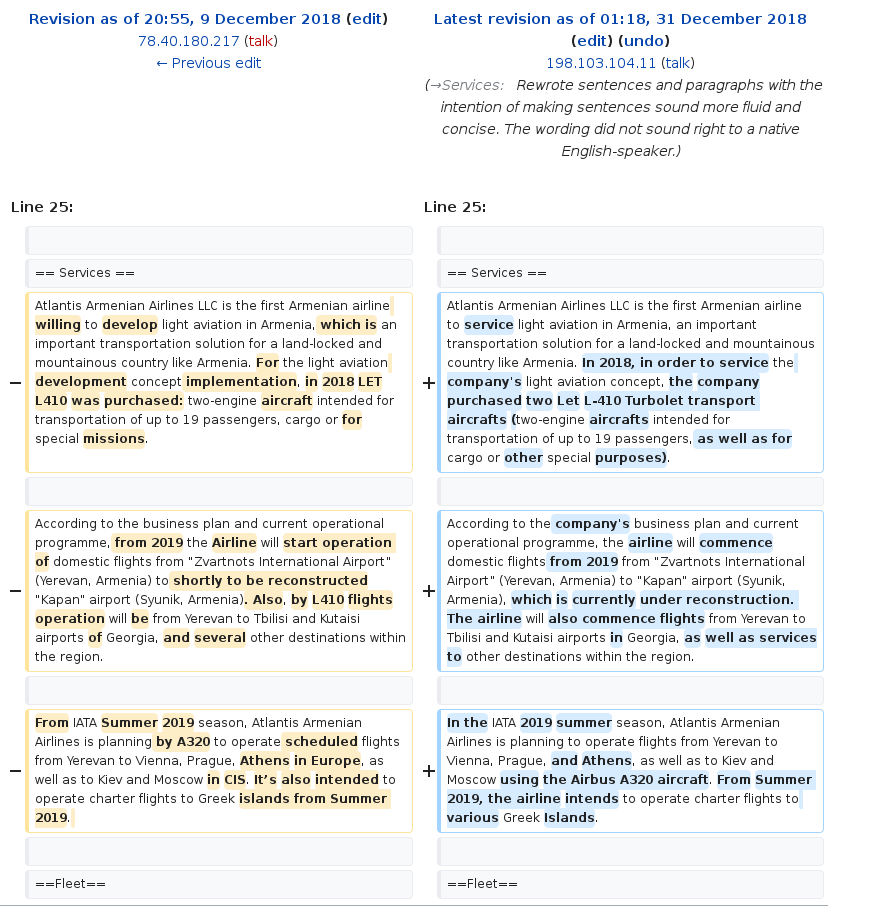 Revision as of 20:55, 9 December 2018 (edit)
78.40.180.217 (talk)
← Previous edit
Latest revision as of 01:18, 31 December 2018
(edit) (undo)
198.103.104.11 (talk)
(→Services: Rewrote sentences and paragraphs with the
intention of making sentences sound more fluid and
concise. The wording did not sound right to a native
English-speaker.)
Line 25:
Line 25:
== Services ==
== Services ==
−
Atlantis Armenian Airlines LLC is the first Armenian airline
willing to develop light aviation in Armenia, which is an
important transportation solution for a land-locked and
mountainous country like Armenia. For the light aviation
development concept implementation, in 2018 LET
L410 was purchased: two-engine aircraft intended for
transportation of up to 19 passengers, cargo or for
special missions.
+
Atlantis Armenian Airlines LLC is the first Armenian airline
to service light aviation in Armenia, an important
transportation solution for a land-locked and mountainous
country like Armenia. In 2018, in order to service the
company's light aviation concept, the company
purchased two Let L-410 Turbolet transport
aircrafts (two-engine aircrafts intended for
transportation of up to 19 passengers, as well as for
cargo or other special purposes).
−
According to the business plan and current operational
programme, from 2019 the Airline will start operation
of domestic flights from "Zvartnots International Airport"
(Yerevan, Armenia) to shortly to be reconstructed
"Kapan" airport (Syunik, Armenia). Also, by L410 flights
operation will be from Yerevan to Tbilisi and Kutaisi
airports of Georgia, and several other destinations within
the region.
+
According to the company's business plan and current
operational programme, the airline will commence
domestic flights from 2019 from "Zvartnots International
Airport" (Yerevan, Armenia) to "Kapan" airport (Syunik,
Armenia), which is currently under reconstruction.
The airline will also commence flights from Yerevan to
Tbilisi and Kutaisi airports in Georgia, as well as services
to other destinations within the region.
−
From IATA Summer 2019 season, Atlantis Armenian
Airlines is planning by A320 to operate scheduled flights
from Yerevan to Vienna, Prague, Athens in Europe, as
well as to Kiev and Moscow in CIS. It’s also intended to
operate charter flights to Greek islands from Summer
2019.
+
In the IATA 2019 summer season, Atlantis Armenian
Airlines is planning to operate flights from Yerevan to
Vienna, Prague, and Athens, as well as to Kiev and
Moscow using the Airbus A320 aircraft. From Summer
2019, the airline intends to operate charter flights to
various Greek Islands.
==Fleet==
==Fleet==